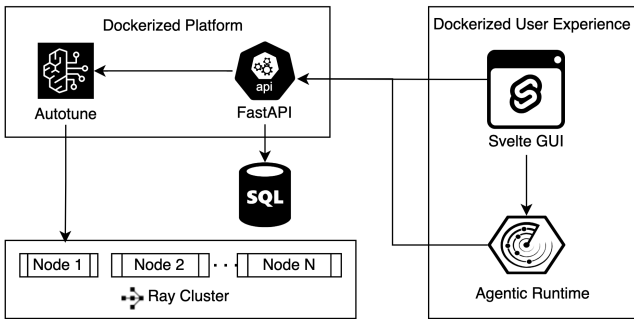 Dockerized Platform
Dockerized User Experience
api
Autotune
FastAPI
Svelte GUI
SQL
Node 1
Node 2
· · ·
Node N
Ray Cluster
Agentic Runtime